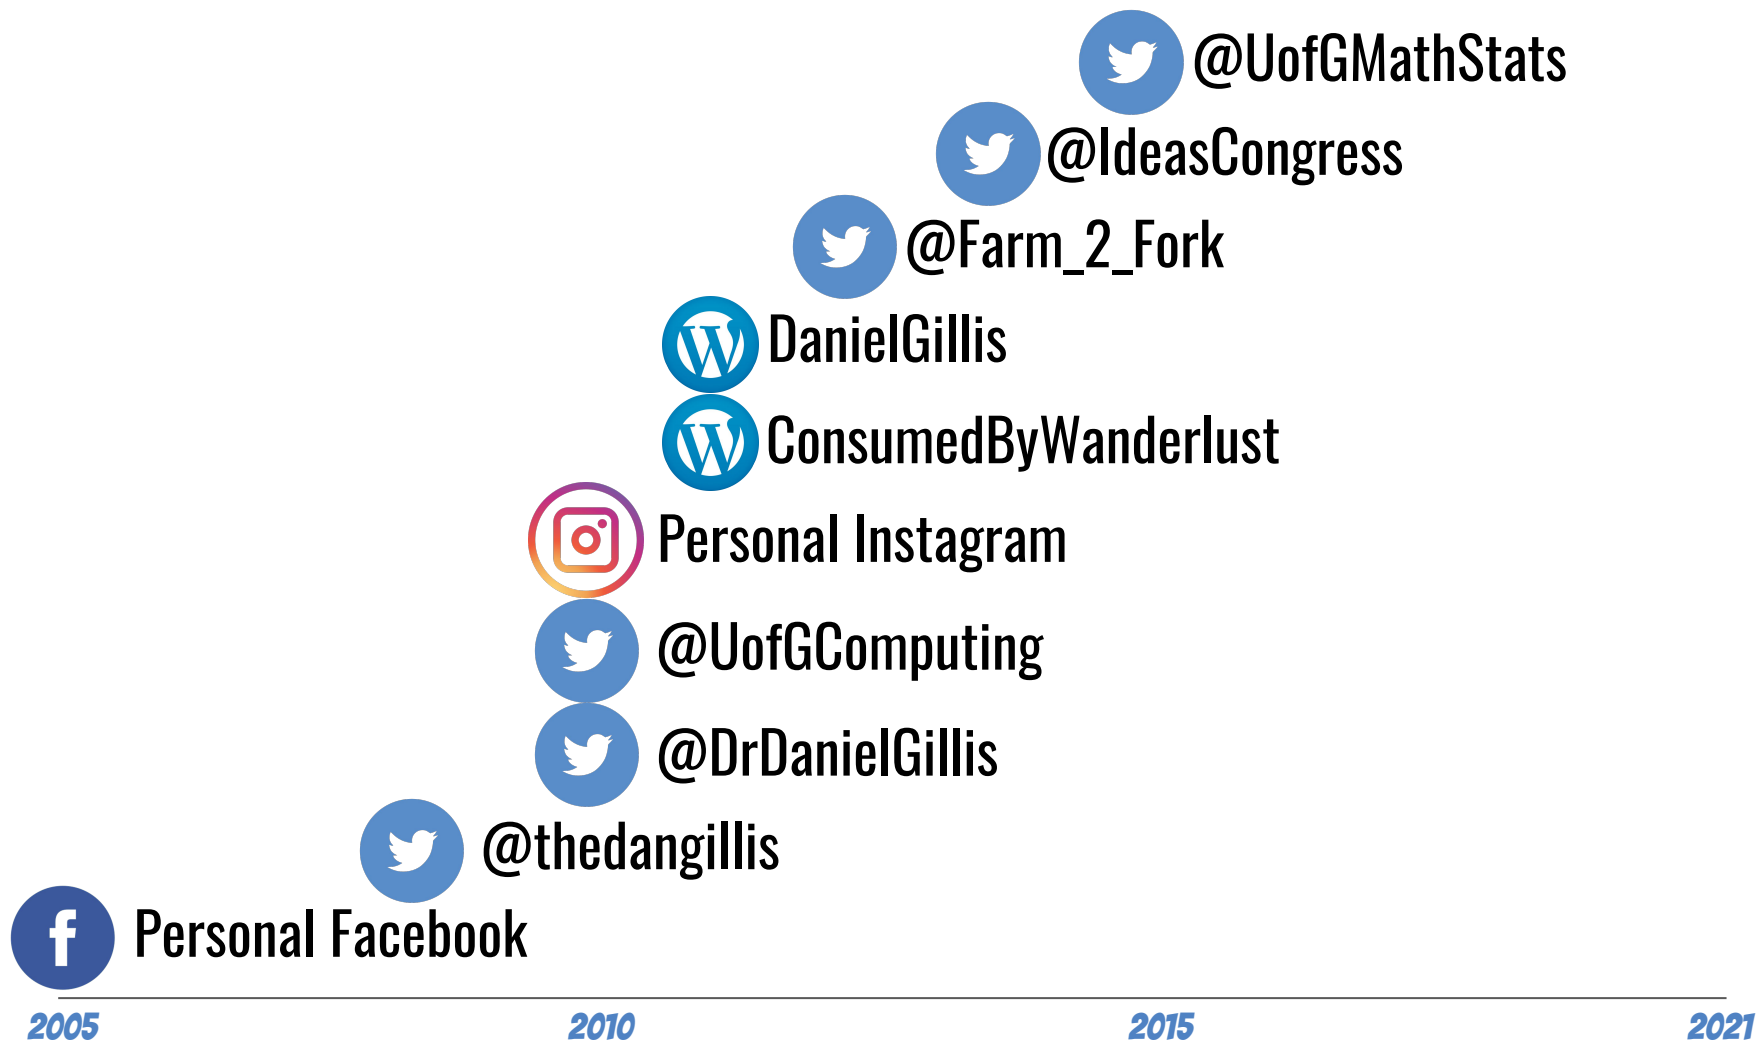 @UofGMathStats
@IdeasCongress
@Farm_2_Fork
DanielGillis
ConsumedByWanderlust
Personal Instagram
@UofGComputing
@DrDanielGillis
@thedangillis
Personal Facebook
2005 2010 2015 2021